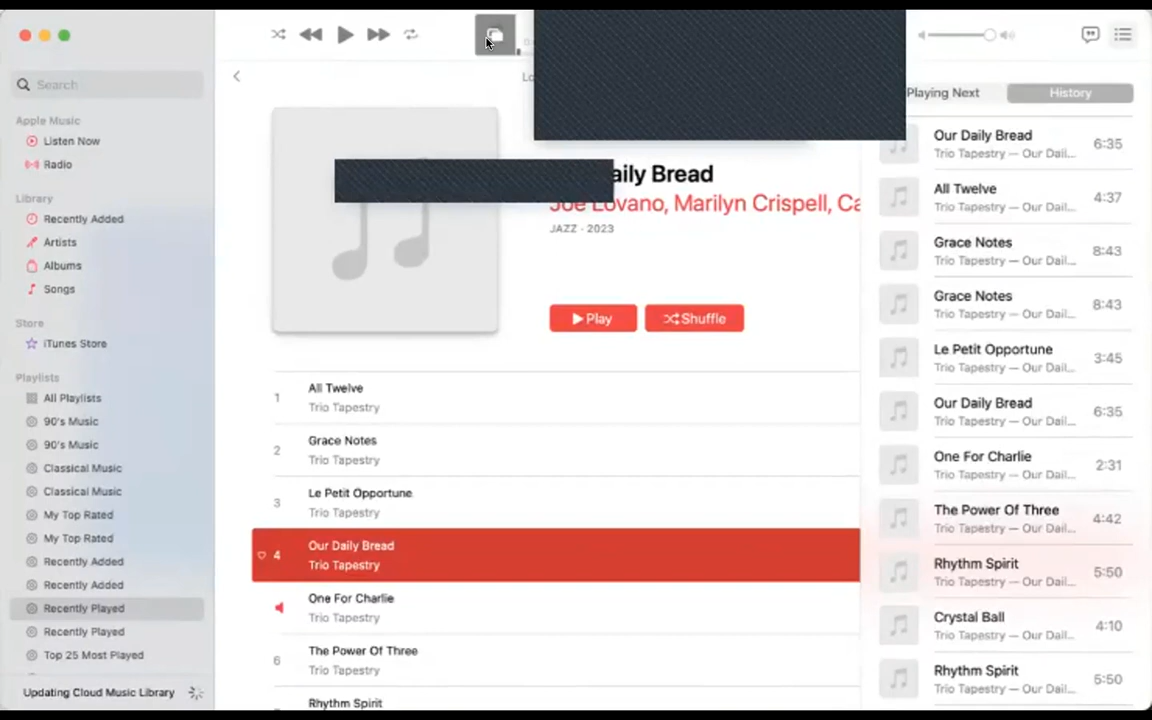 Search
Apple Music
Listen Now
Radio
Library
Recently Added
Artists
Albums
Songs
Store
iTunes Store
Playlists
All Playlists
90's Music
90's Music
Classical Music
Classical Music
My Top Rated
My Top Rated
Recently Added
Recently Added
Recently Played
Recently Played
Top 25 Most Played
Updating Cloud Music Library
aily Bread
Joe Lovano, Marilyn Crispell, Ca
JAZZ · 2023
Play
Shuffle
1
All Twelve
Trio Tapestry
2
Grace Notes
Trio Tapestry
3
Le Petit Opportune
Trio Tapestry
4
Our Daily Bread
Trio Tapestry
One For Charlie
Trio Tapestry
6
The Power Of Three
Trio Tapestry
Rhythm Spirit
Playing Next
History
Our Daily Bread
6:35
Trio Tapestry — Our Dail...
All Twelve
4:37
Trio Tapestry — Our Dail...
Grace Notes
8:43
Trio Tapestry — Our Dail...
Grace Notes
8:43
Trio Tapestry — Our Dail...
Le Petit Opportune
3:45
Trio Tapestry — Our Dail...
Our Daily Bread
6:35
Trio Tapestry — Our Dail...
One For Charlie
2:31
Trio Tapestry — Our Dail...
The Power Of Three
4:42
Trio Tapestry — Our Dail...
Rhythm Spirit
5:50
Trio Tapestry — Our Dail...
Crystal Ball
4:10
Trio Tapestry — Our Dail...
Rhythm Spirit
5:50
Trio Tapestry — Our Dail...